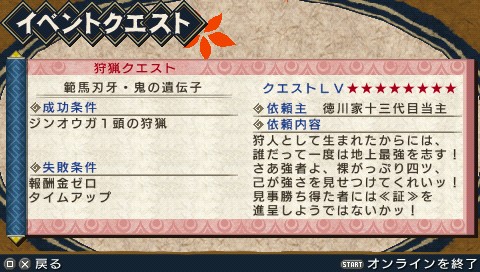 イベントクエスト
狩猟クエスト
範馬刃牙・鬼の遺伝子
クエストLV★★★★★★★★
成功条件
ジンオウガ1頭の狩猟
失敗条件
報酬金ゼロ
タイムアップ
依頼主 徳川家十三代目当主
依頼内容
狩人として生まれたからには、
誰だって一度は地上最強を志す!
さあ強者よ、裸がっぷり四ツ、
己が強さを見せつけてくれいッ!
見事勝ち得た者には≪証≫を
進呈しようではないかッ!
戻る
START オンラインを終了